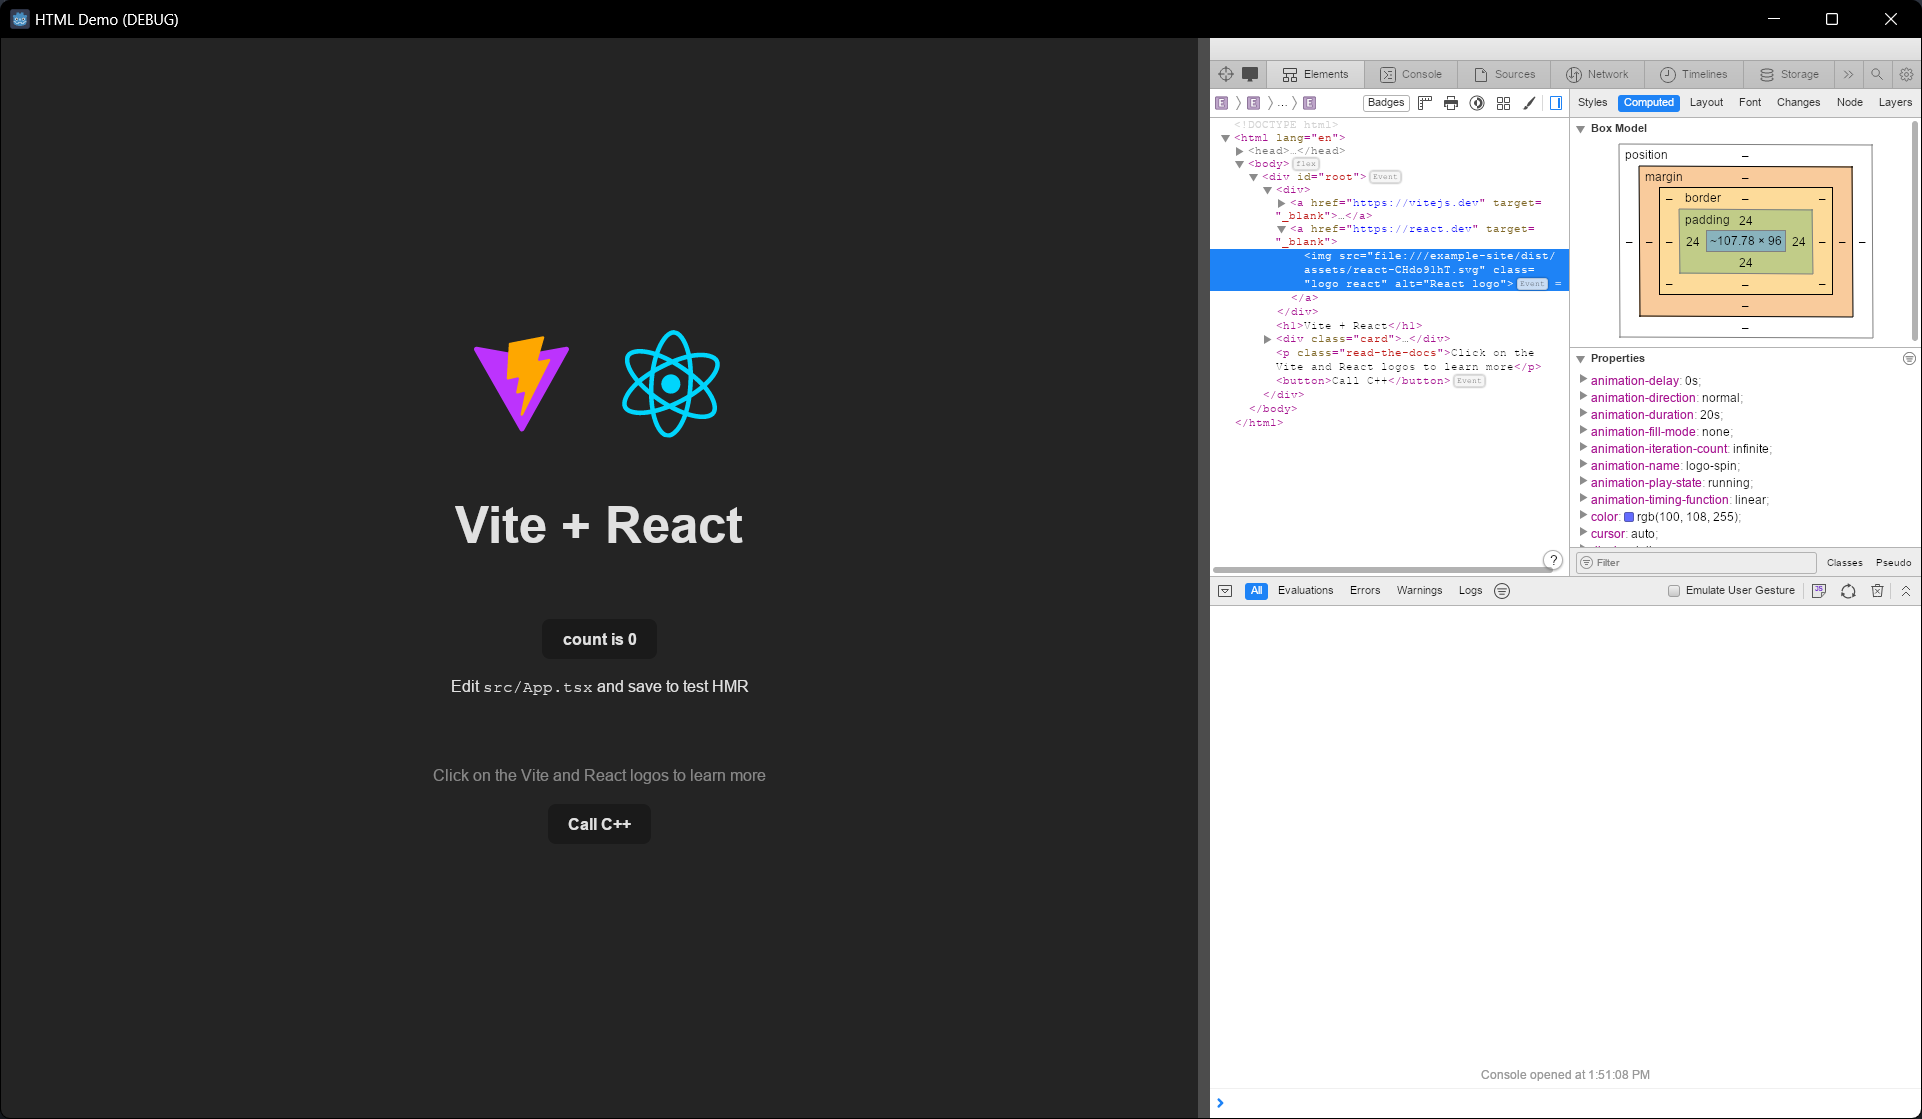 HTML Demo (DEBUG)
Vite + React
count is 0
Edit src/App.tsx and save to test HMR
Click on the Vite and React logos to learn more
Call C++
Elements
Console
Sources
Network
Timelines
Storage
E E … E
Badges
<!DOCTYPE html>
<html lang="en">
<head>…</head>
<body> flex
<div id="root"> Event
<div>
<a href="https://vitejs.dev" target=
"_blank">…</a>
<a href="https://react.dev" target=
"_blank">
<img src="file:///example-site/dist/
assets/react-CHdo91hT.svg" class=
"logo react" alt="React logo"> Event =
</a>
</div>
<h1>Vite + React</h1>
<div class="card">…</div>
<p class="read-the-docs">Click on the
Vite and React logos to learn more</p>
<button>Call C++</button> Event
</div>
</body>
</html>
?
Styles
Computed
Layout
Font
Changes
Node
Layers
Box Model
position –
margin –
– border – –
padding 24
– – – 24 ~107.78 × 96 24 – – –
24
– – –
–
–
Properties
animation-delay: 0s;
animation-direction: normal;
animation-duration: 20s;
animation-fill-mode: none;
animation-iteration-count: infinite;
animation-name: logo-spin;
animation-play-state: running;
animation-timing-function: linear;
color: rgb(100, 108, 255);
cursor: auto;
Filter
Classes
Pseudo
All
Evaluations
Errors
Warnings
Logs
Emulate User Gesture
JS
Console opened at 1:51:08 PM